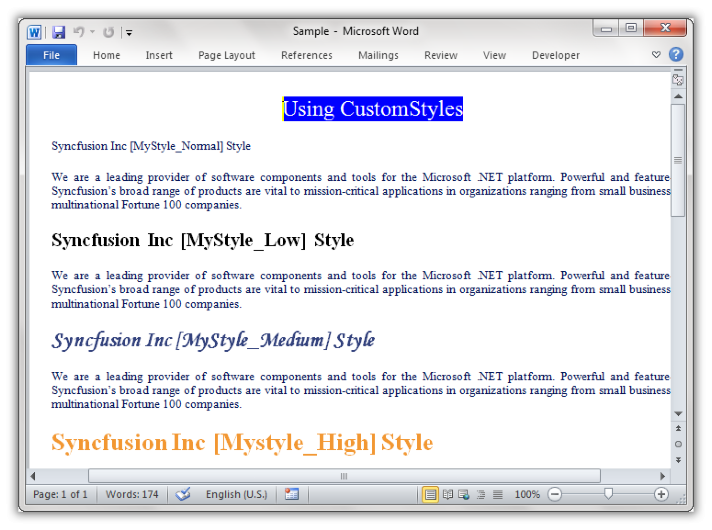 Sample - Microsoft Word
File Home Insert Page Layout References Mailings Review View Developer
Using CustomStyles
Syncfusion Inc [MyStyle_Normal] Style
We are a leading provider of software components and tools for the Microsoft .NET platform. Powerful and feature
Syncfusion's broad range of products are vital to mission-critical applications in organizations ranging from small business
multinational Fortune 100 companies.
Syncfusion Inc [MyStyle_Low] Style
We are a leading provider of software components and tools for the Microsoft .NET platform. Powerful and feature
Syncfusion's broad range of products are vital to mission-critical applications in organizations ranging from small business
multinational Fortune 100 companies.
Syncfusion Inc [MyStyle_Medium] Style
We are a leading provider of software components and tools for the Microsoft .NET platform. Powerful and feature
Syncfusion's broad range of products are vital to mission-critical applications in organizations ranging from small business
multinational Fortune 100 companies.
Syncfusion Inc [Mystyle_High] Style
Page: 1 of 1 Words: 174 English (U.S.) 100%